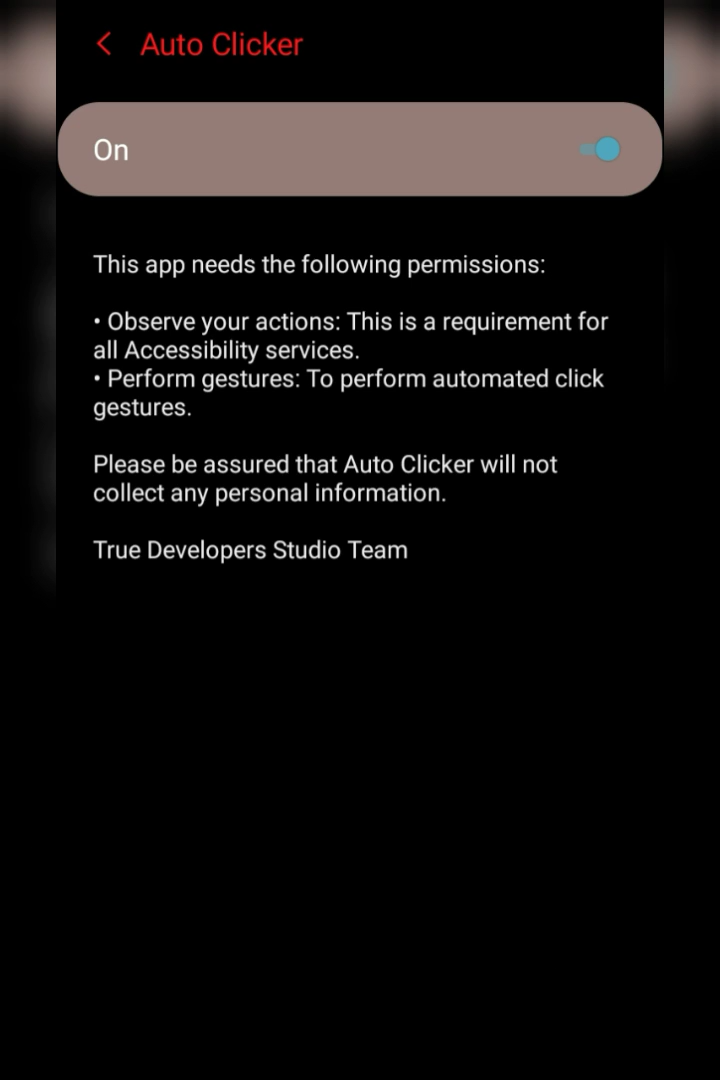 Auto Clicker
On
This app needs the following permissions:
• Observe your actions: This is a requirement for
all Accessibility services.
• Perform gestures: To perform automated click
gestures.
Please be assured that Auto Clicker will not
collect any personal information.
True Developers Studio Team